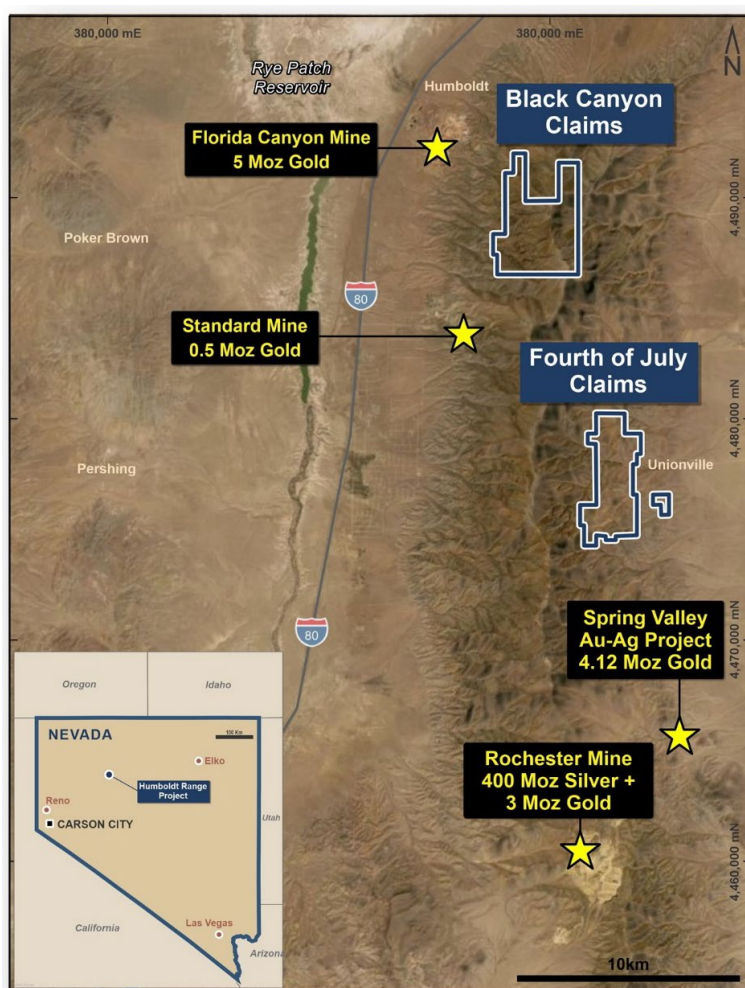 380,000 mE
380,000 mE
N
Rye Patch
Reservoir
Humboldt
Black Canyon
Claims
Florida Canyon Mine
5 Moz Gold
4,490,000 mN
Poker Brown
80
Standard Mine
0.5 Moz Gold
Fourth of July
Claims
4,480,000 mN
Pershing
Unionville
80
Spring Valley
Au-Ag Project
4.12 Moz Gold
4,470,000 mN
Oregon
Idaho
NEVADA
100 Km
Elko
Humboldt Range
Project
Reno
CARSON CITY
Utah
Rochester Mine
400 Moz Silver +
3 Moz Gold
4,460,000 mN
California
Las Vegas
Arizona
10km